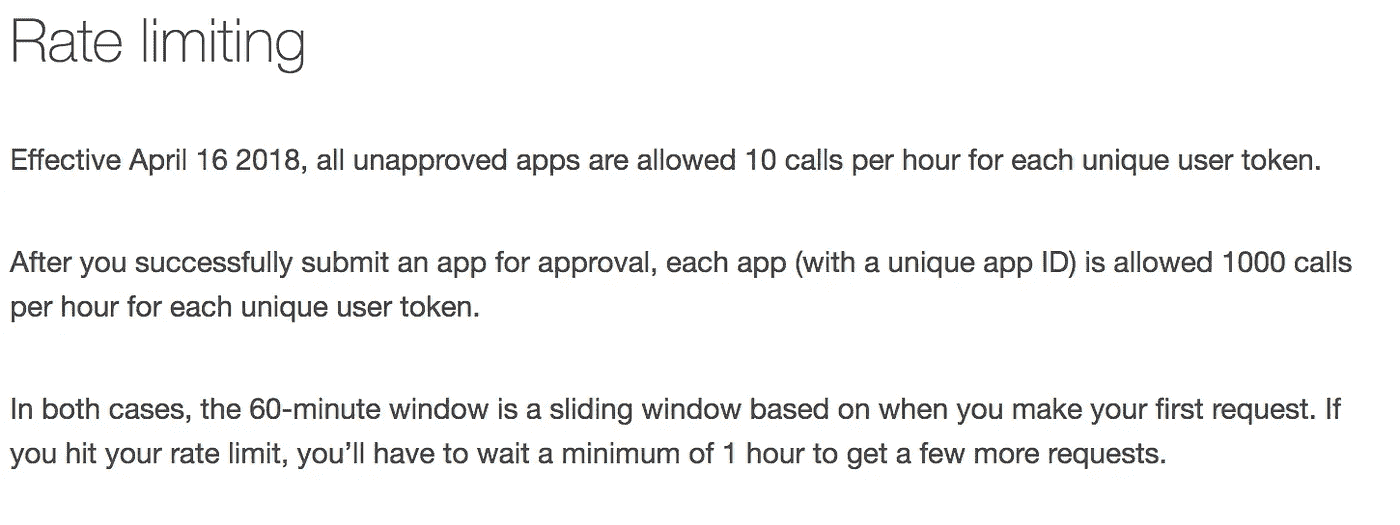 Rate limiting
Effective April 16 2018, all unapproved apps are allowed 10 calls per hour for each unique user token.
After you successfully submit an app for approval, each app (with a unique app ID) is allowed 1000 calls
per hour for each unique user token.
In both cases, the 60-minute window is a sliding window based on when you make your first request. If
you hit your rate limit, you’ll have to wait a minimum of 1 hour to get a few more requests.